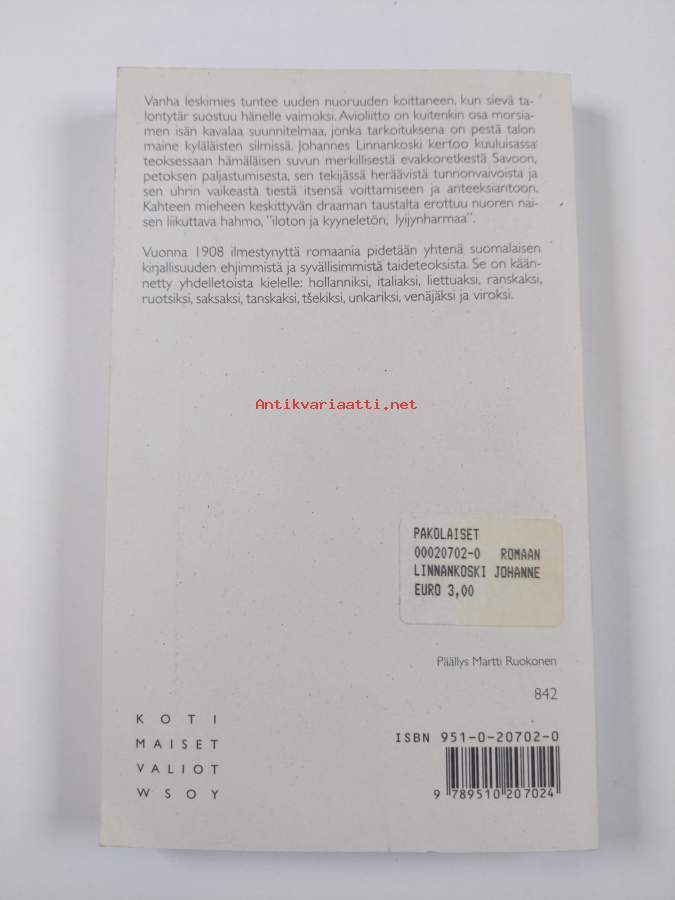 Vanha leskimies tuntee uuden nuoruuden koittaneen, kun sievä ta-
lontytär suostuu hänelle vaimoksi. Avioliitto on kuitenkin osa morsia-
men isän kavalaa suunnitelmaa, jonka tarkoituksena on pestä talon
maine kyläläisten silmissä. Johannes Linnankoski kertoo kuuluisassa
teoksessaan hämäläisen suvun merkillisestä evakkoretkestä Savoon,
petoksen paljastumisesta, sen tekijässä heräävistä tunnonvaivoista ja
sen uhrin vaikeasta tiestä itsensä voittamiseen ja anteeksiantoon.
Kahteen mieheen keskittyvän draaman taustalta erottuu nuoren nai-
sen liikuttava hahmo, "iloton ja kyyneletön, lyijynharmaa".
Vuonna 1908 ilmestynyttä romaania pidetään yhtenä suomalaisen
kirjallisuuden ehjimmistä ja syvällisimmistä taideteoksista. Se on kään-
netty yhdelletoista kielelle: hollanniksi, italiaksi, liettuaksi, ranskaksi,
ruotsiksi, saksaksi, tanskaksi, tšekiksi, unkariksi, venäjäksi ja viroksi.
Antikvariaatti.net
PAKOLAISET
00020702-0 ROMAAN
LINNANKOSKI JOHANNE
EURO 3,00
Päällys Martti Ruokonen
842
KOTI
MAISET
VALIOT
WSOY
ISBN 951-0-20702-0
9 789510 207024